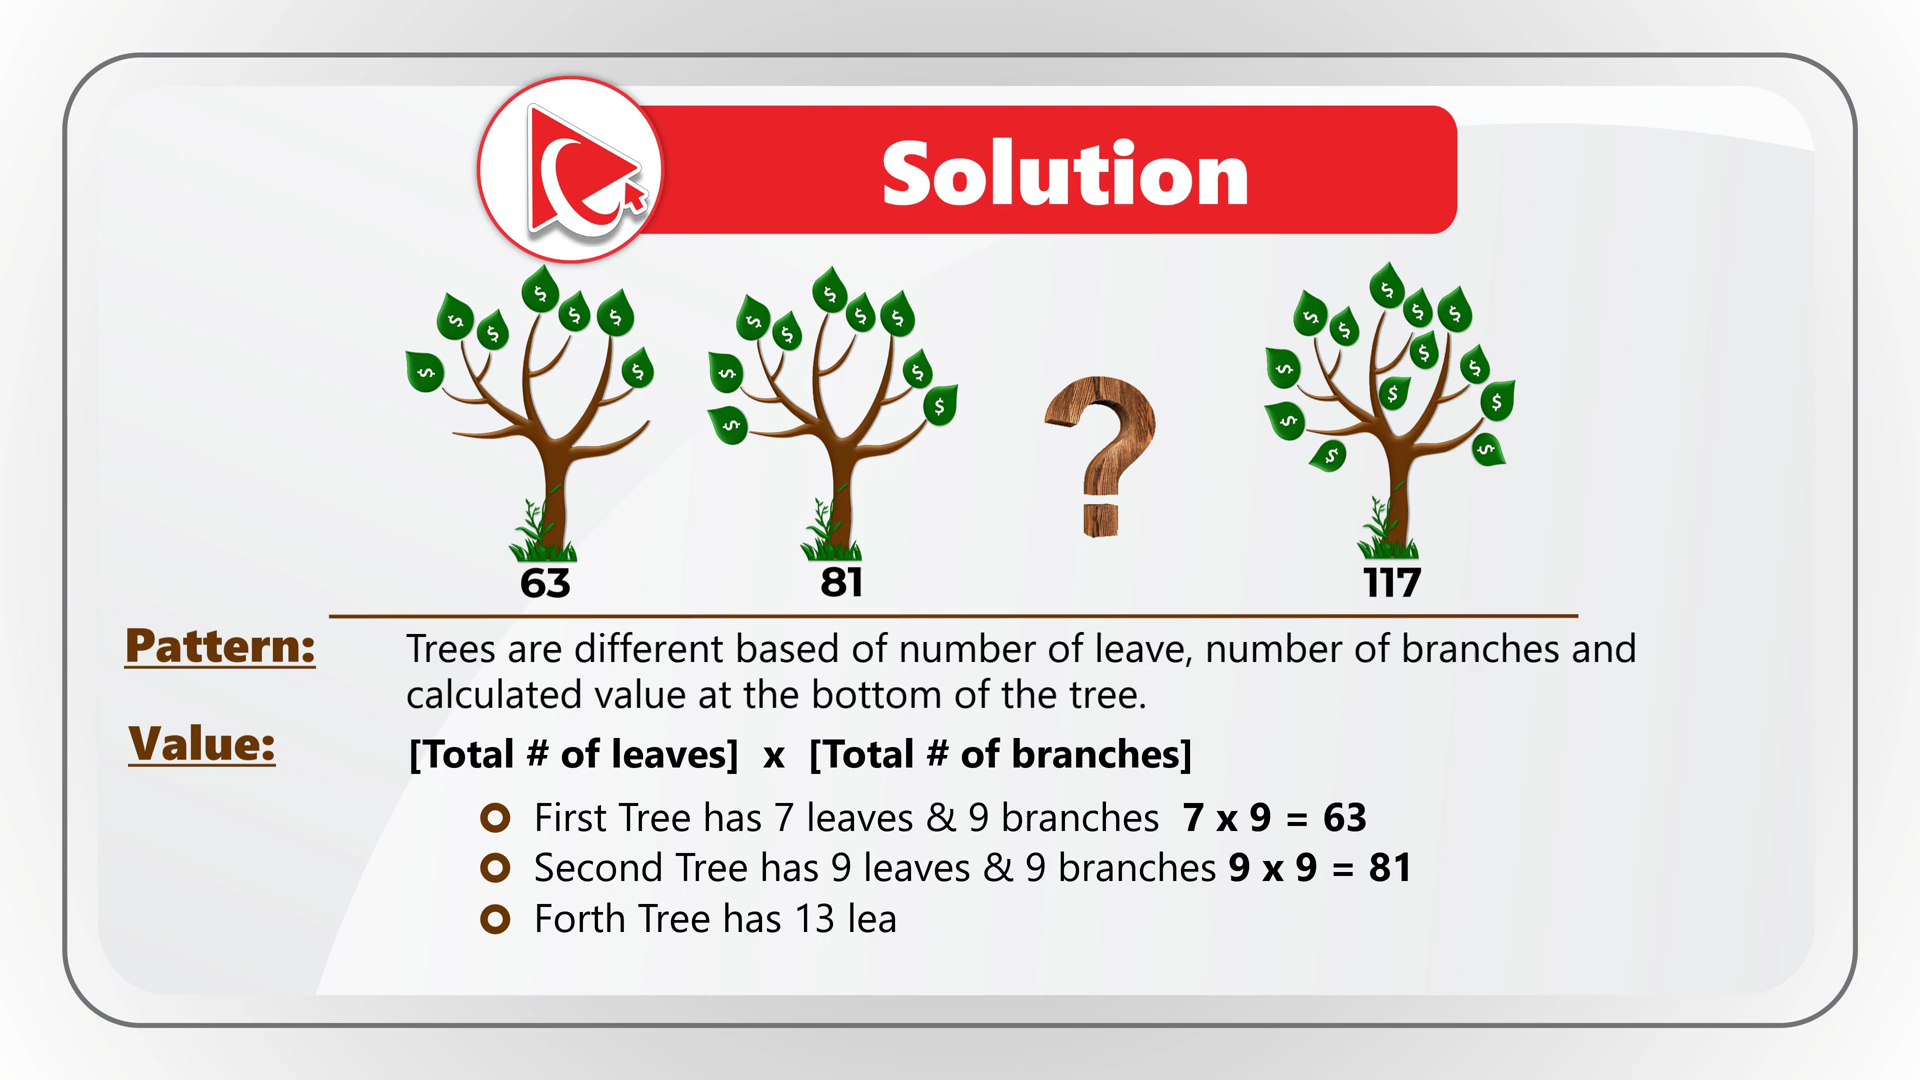 Solution
$ $ $ $ $ $ $
$ $ $ $ $ $ $ $ $
$ $ $ $ $ $ $ $ $ $ $ $ $
?
63 81 117
Pattern: Trees are different based of number of leave, number of branches and
calculated value at the bottom of the tree.
Value: [Total # of leaves] x [Total # of branches]
First Tree has 7 leaves & 9 branches 7 x 9 = 63
Second Tree has 9 leaves & 9 branches 9 x 9 = 81
Forth Tree has 13 lea